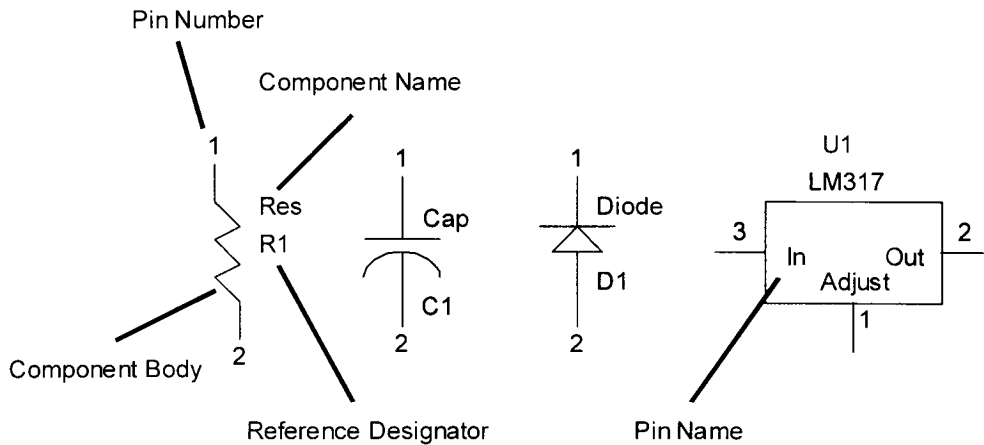 Pin Number
Component Name
1
Res
R1
2
Component Body
Reference Designator
1
Cap
C1
2
1
Diode
D1
2
U1
LM317
3
In
Out
2
Adjust
1
Pin Name